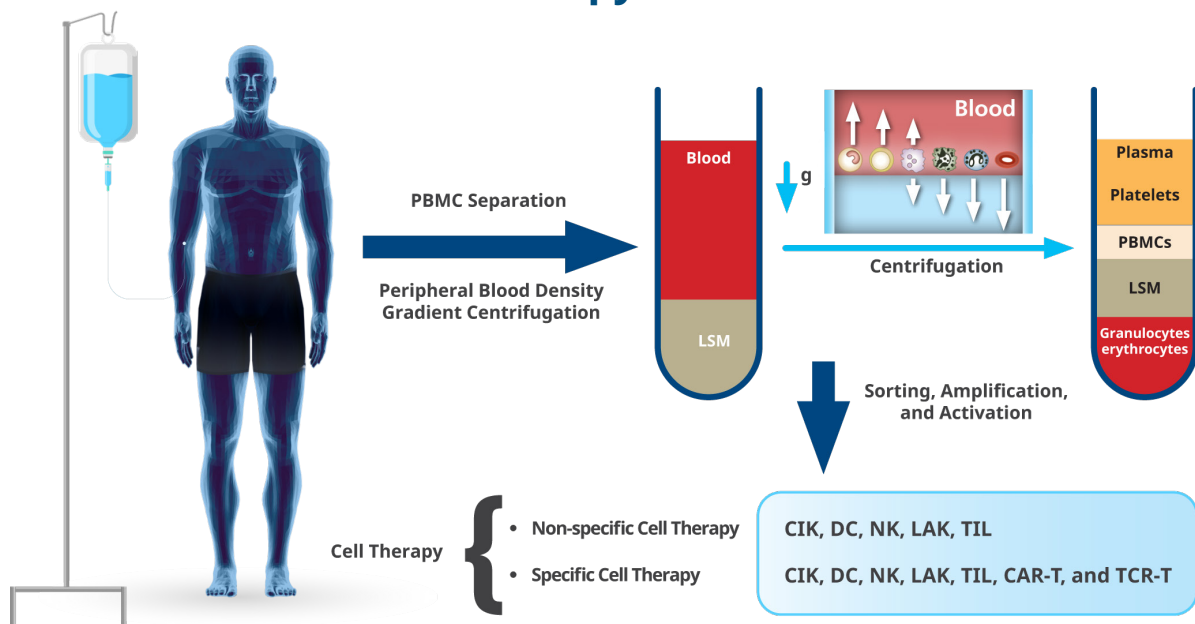 PBMC Separation
Peripheral Blood Density
Gradient Centrifugation
Blood
LSM
g
Blood
Centrifugation
Plasma
Platelets
PBMCs
LSM
Granulocytes
erythrocytes
Sorting, Amplification,
and Activation
Cell Therapy
• Non-specific Cell Therapy
CIK, DC, NK, LAK, TIL
• Specific Cell Therapy
CIK, DC, NK, LAK, TIL, CAR-T, and TCR-T